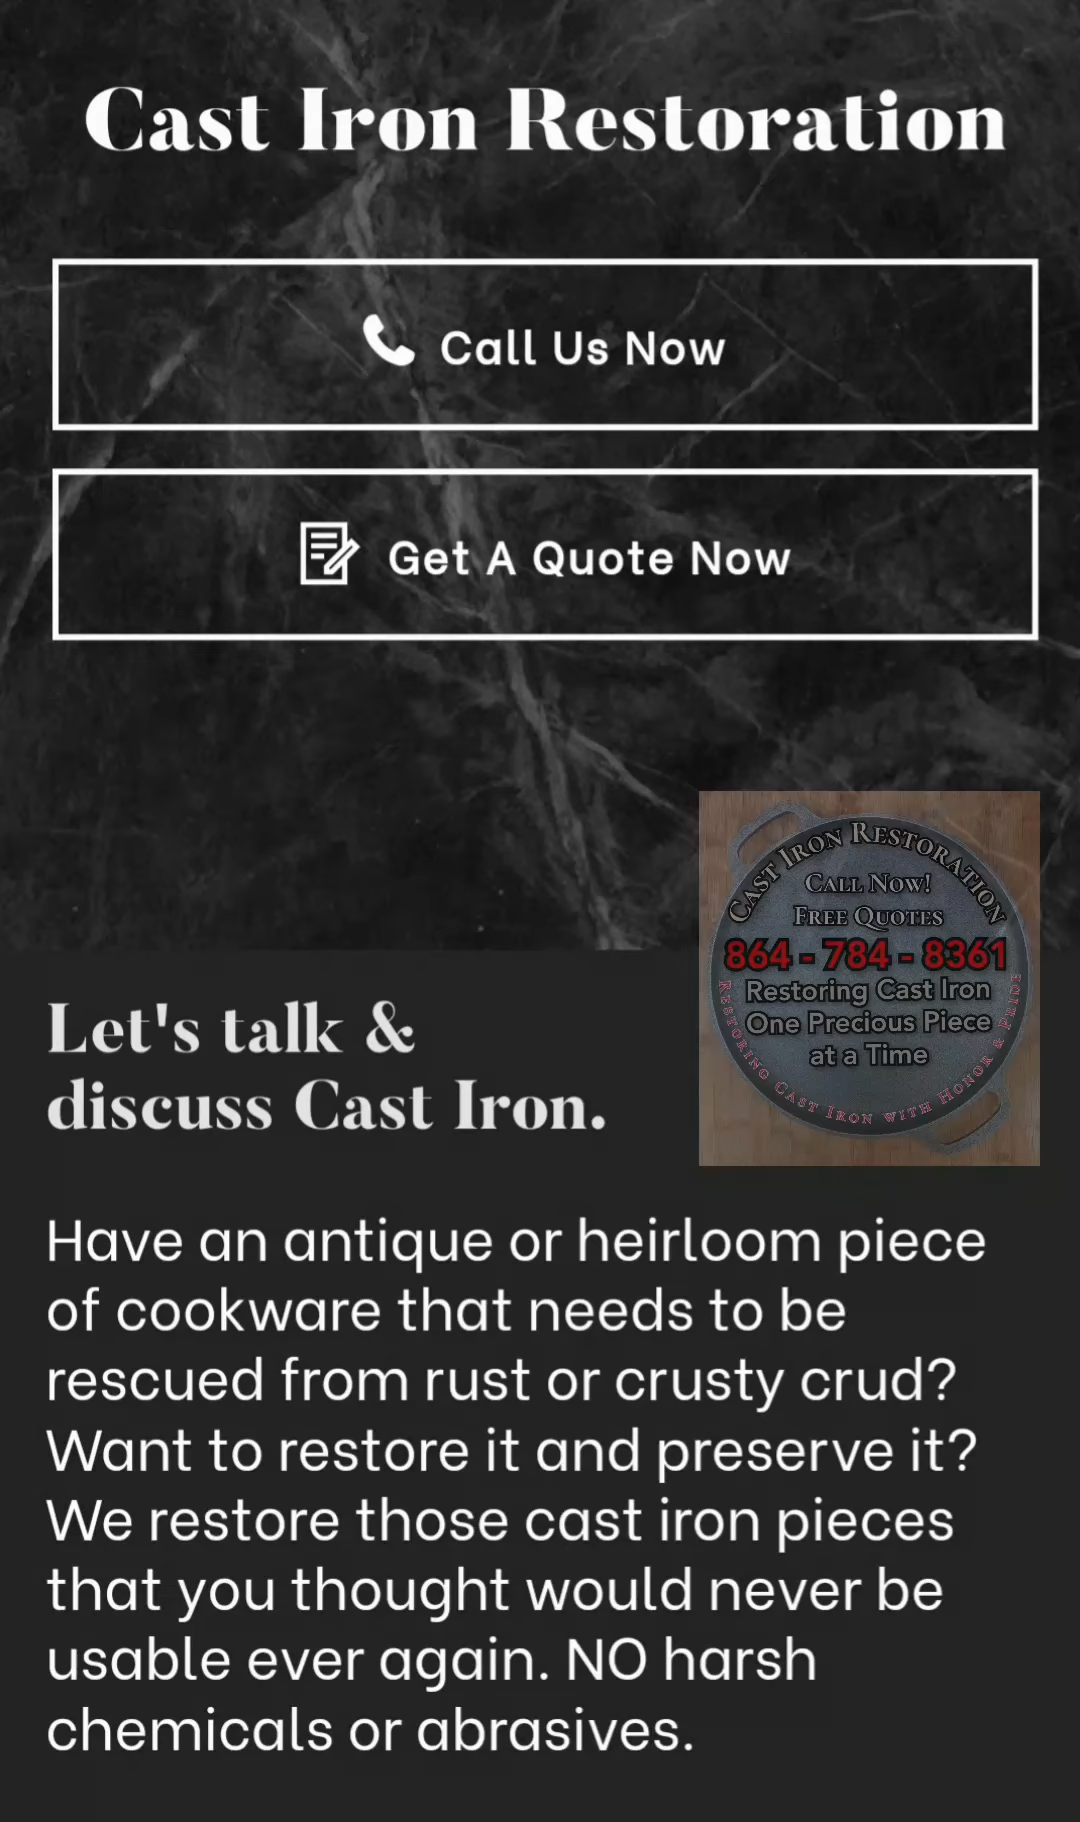 Cast Iron Restoration
Call Us Now
Get A Quote Now
Cast Iron Restoration
Call Now!
Free Quotes
864 - 784 - 8361
Restoring Cast Iron
One Precious Piece
at a Time
Restoring Cast Iron with Honor & Pride
Let's talk &
discuss Cast Iron.
Have an antique or heirloom piece
of cookware that needs to be
rescued from rust or crusty crud?
Want to restore it and preserve it?
We restore those cast iron pieces
that you thought would never be
usable ever again. NO harsh
chemicals or abrasives.